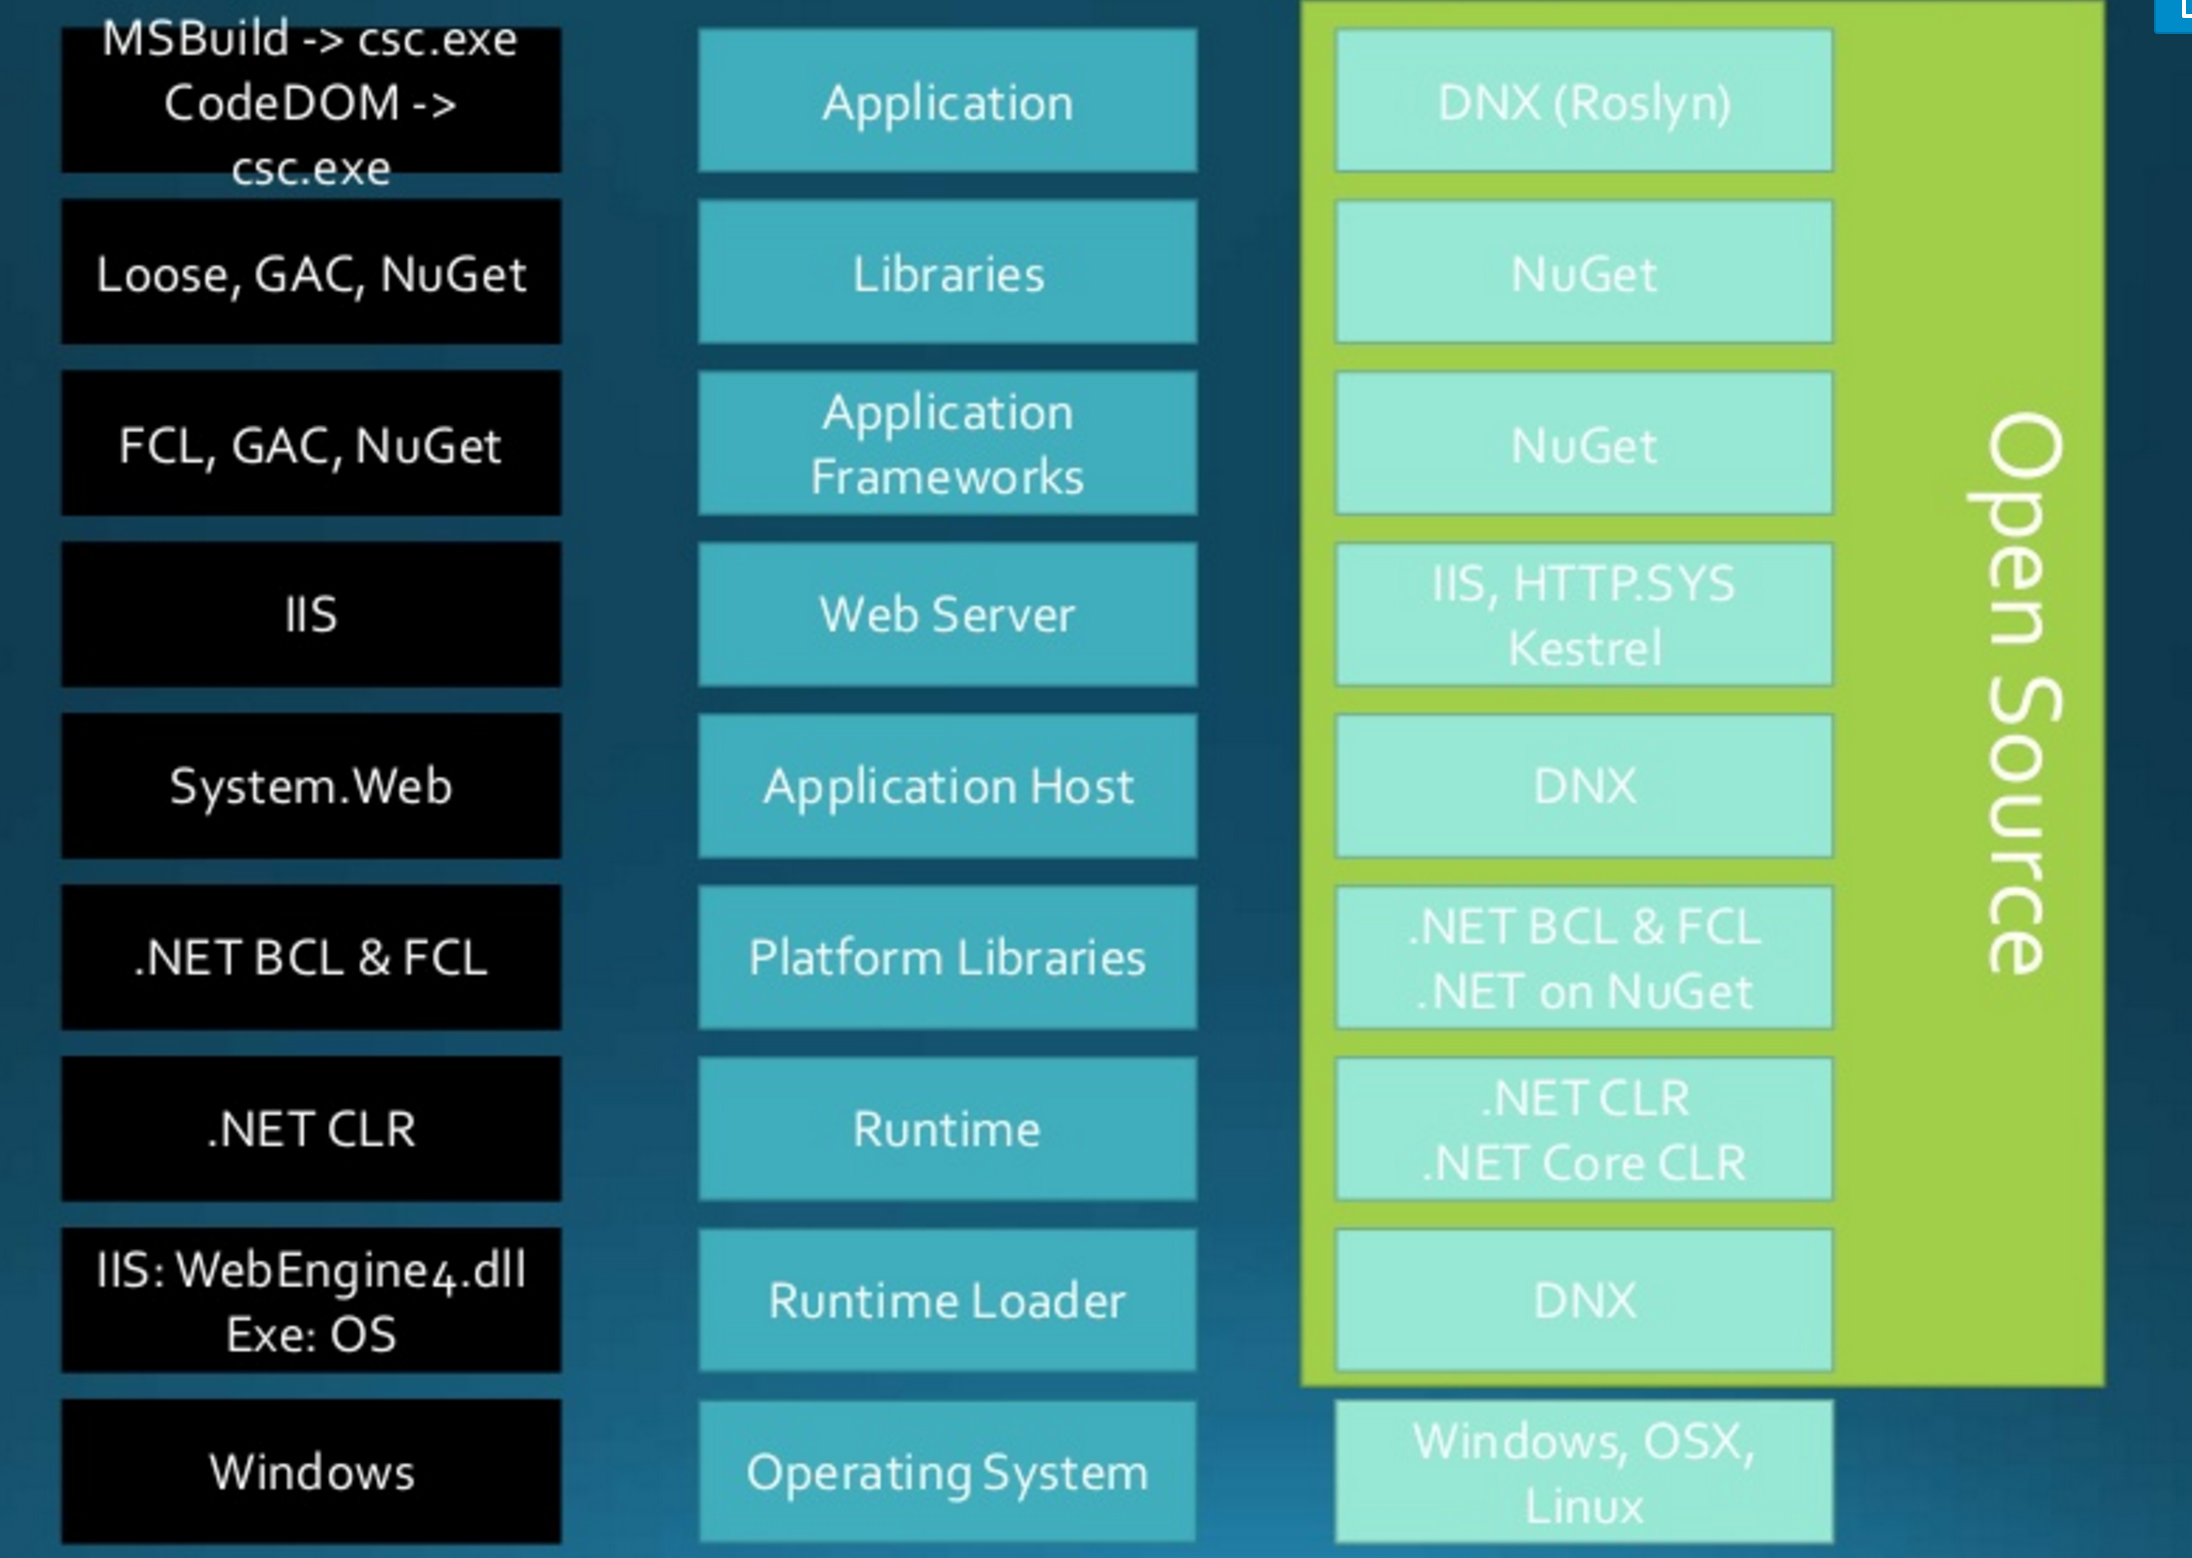 MSBuild -> csc.exe
CodeDOM ->
csc.exe
Application
DNX (Roslyn)
Loose, GAC, NuGet
Libraries
NuGet
FCL, GAC, NuGet
Application
Frameworks
NuGet
IIS
Web Server
IIS, HTTP.SYS
Kestrel
System.Web
Application Host
DNX
.NET BCL & FCL
Platform Libraries
.NET BCL & FCL
.NET on NuGet
.NET CLR
Runtime
.NET CLR
.NET Core CLR
IIS: WebEngine4.dll
Exe: OS
Runtime Loader
DNX
Windows
Operating System
Windows, OSX,
Linux
Open Source